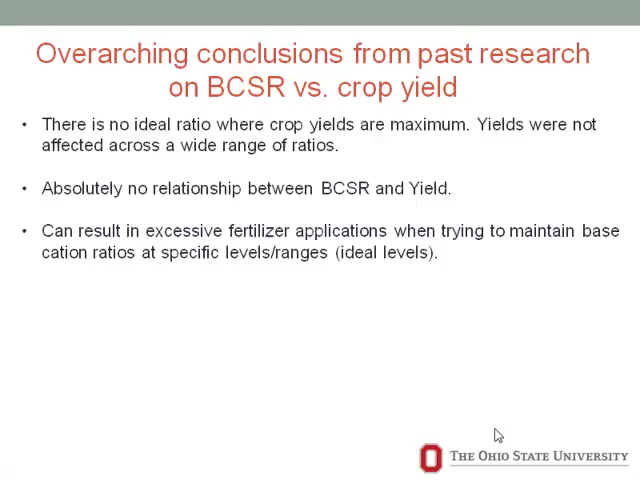 Overarching conclusions from past research
on BCSR vs. crop yield
• There is no ideal ratio where crop yields are maximum. Yields were not
affected across a wide range of ratios.
• Absolutely no relationship between BCSR and Yield.
• Can result in excessive fertilizer applications when trying to maintain base
cation ratios at specific levels/ranges (ideal levels).
THE OHIO STATE UNIVERSITY